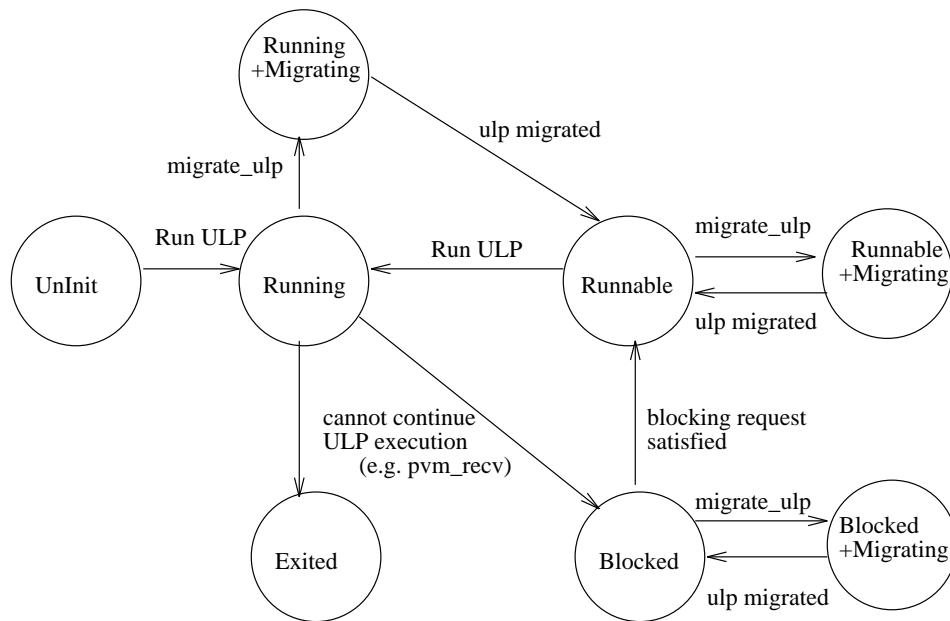 Running
+Migrating
ulp migrated
migrate_ulp
Run ULP
Run ULP
migrate_ulp
Runnable
+Migrating
UnInit
Running
Runnable
ulp migrated
cannot continue
ULP execution
(e.g. pvm_recv)
blocking request
satisfied
migrate_ulp
Blocked
+Migrating
Exited
Blocked
ulp migrated